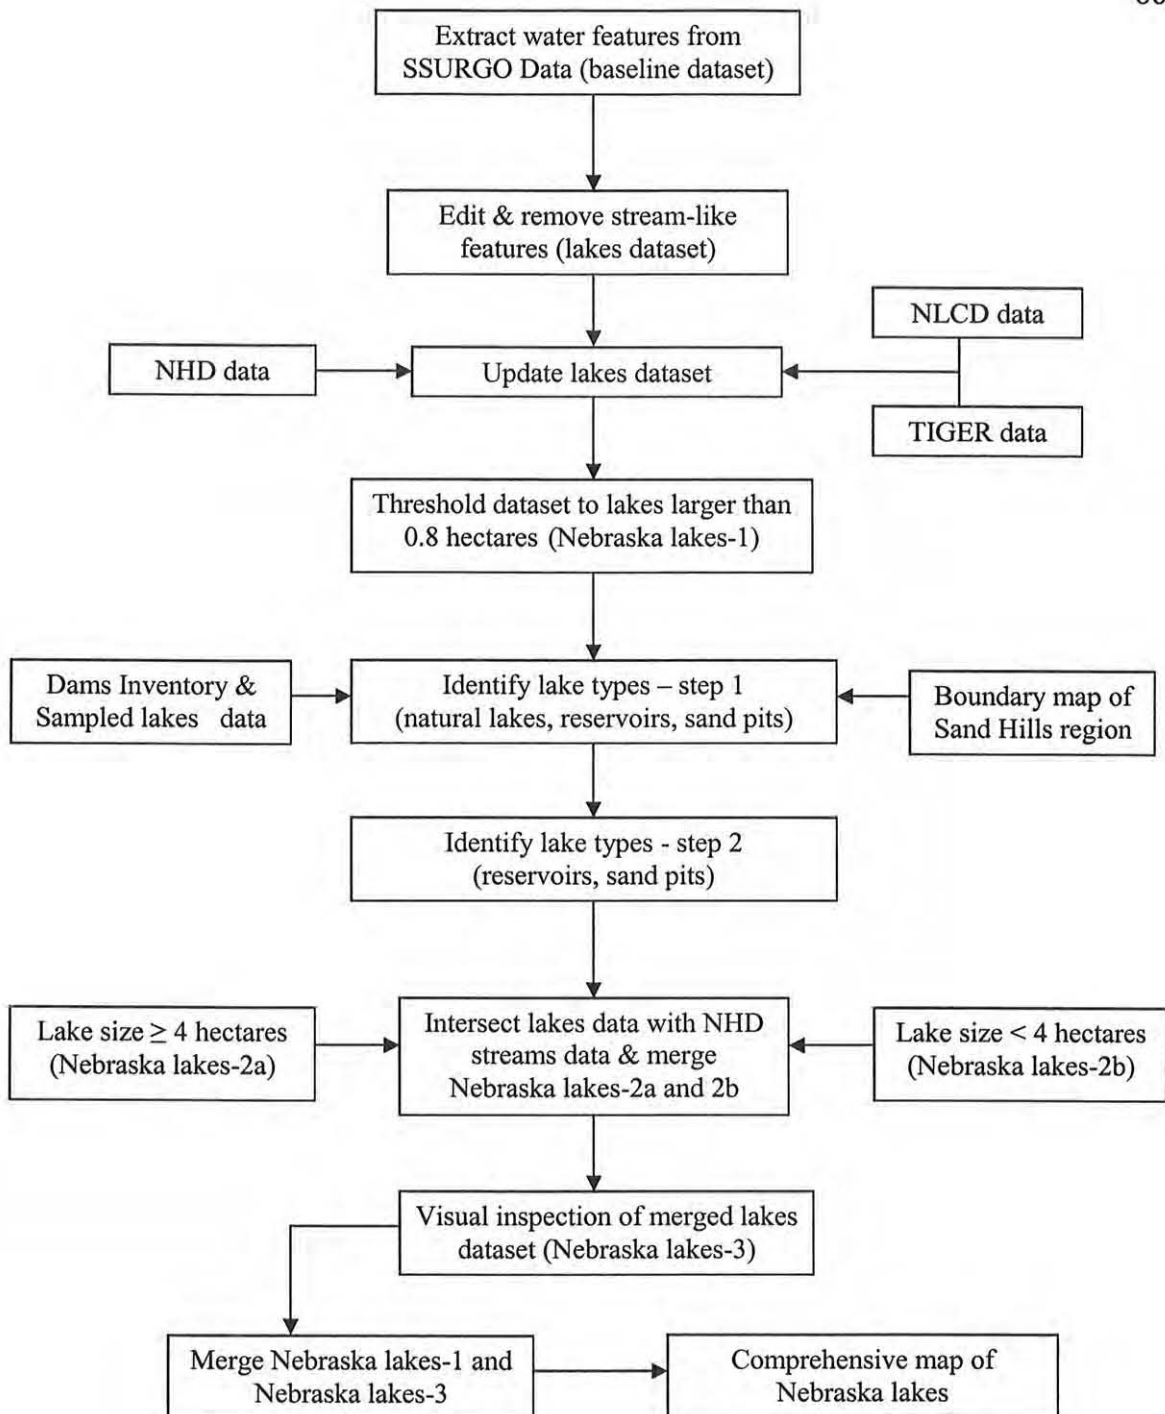 Extract water features from
SSURGO Data (baseline dataset)
Edit & remove stream-like
features (lakes dataset)
NLCD data
NHD data
Update lakes dataset
TIGER data
Threshold dataset to lakes larger than
0.8 hectares (Nebraska lakes-1)
Dams Inventory &
Sampled lakes data
Identify lake types – step 1
(natural lakes, reservoirs, sand pits)
Boundary map of
Sand Hills region
Identify lake types - step 2
(reservoirs, sand pits)
Lake size ≥ 4 hectares
(Nebraska lakes-2a)
Intersect lakes data with NHD
streams data & merge
Nebraska lakes-2a and 2b
Lake size < 4 hectares
(Nebraska lakes-2b)
Visual inspection of merged lakes
dataset (Nebraska lakes-3)
Merge Nebraska lakes-1 and
Nebraska lakes-3
Comprehensive map of
Nebraska lakes